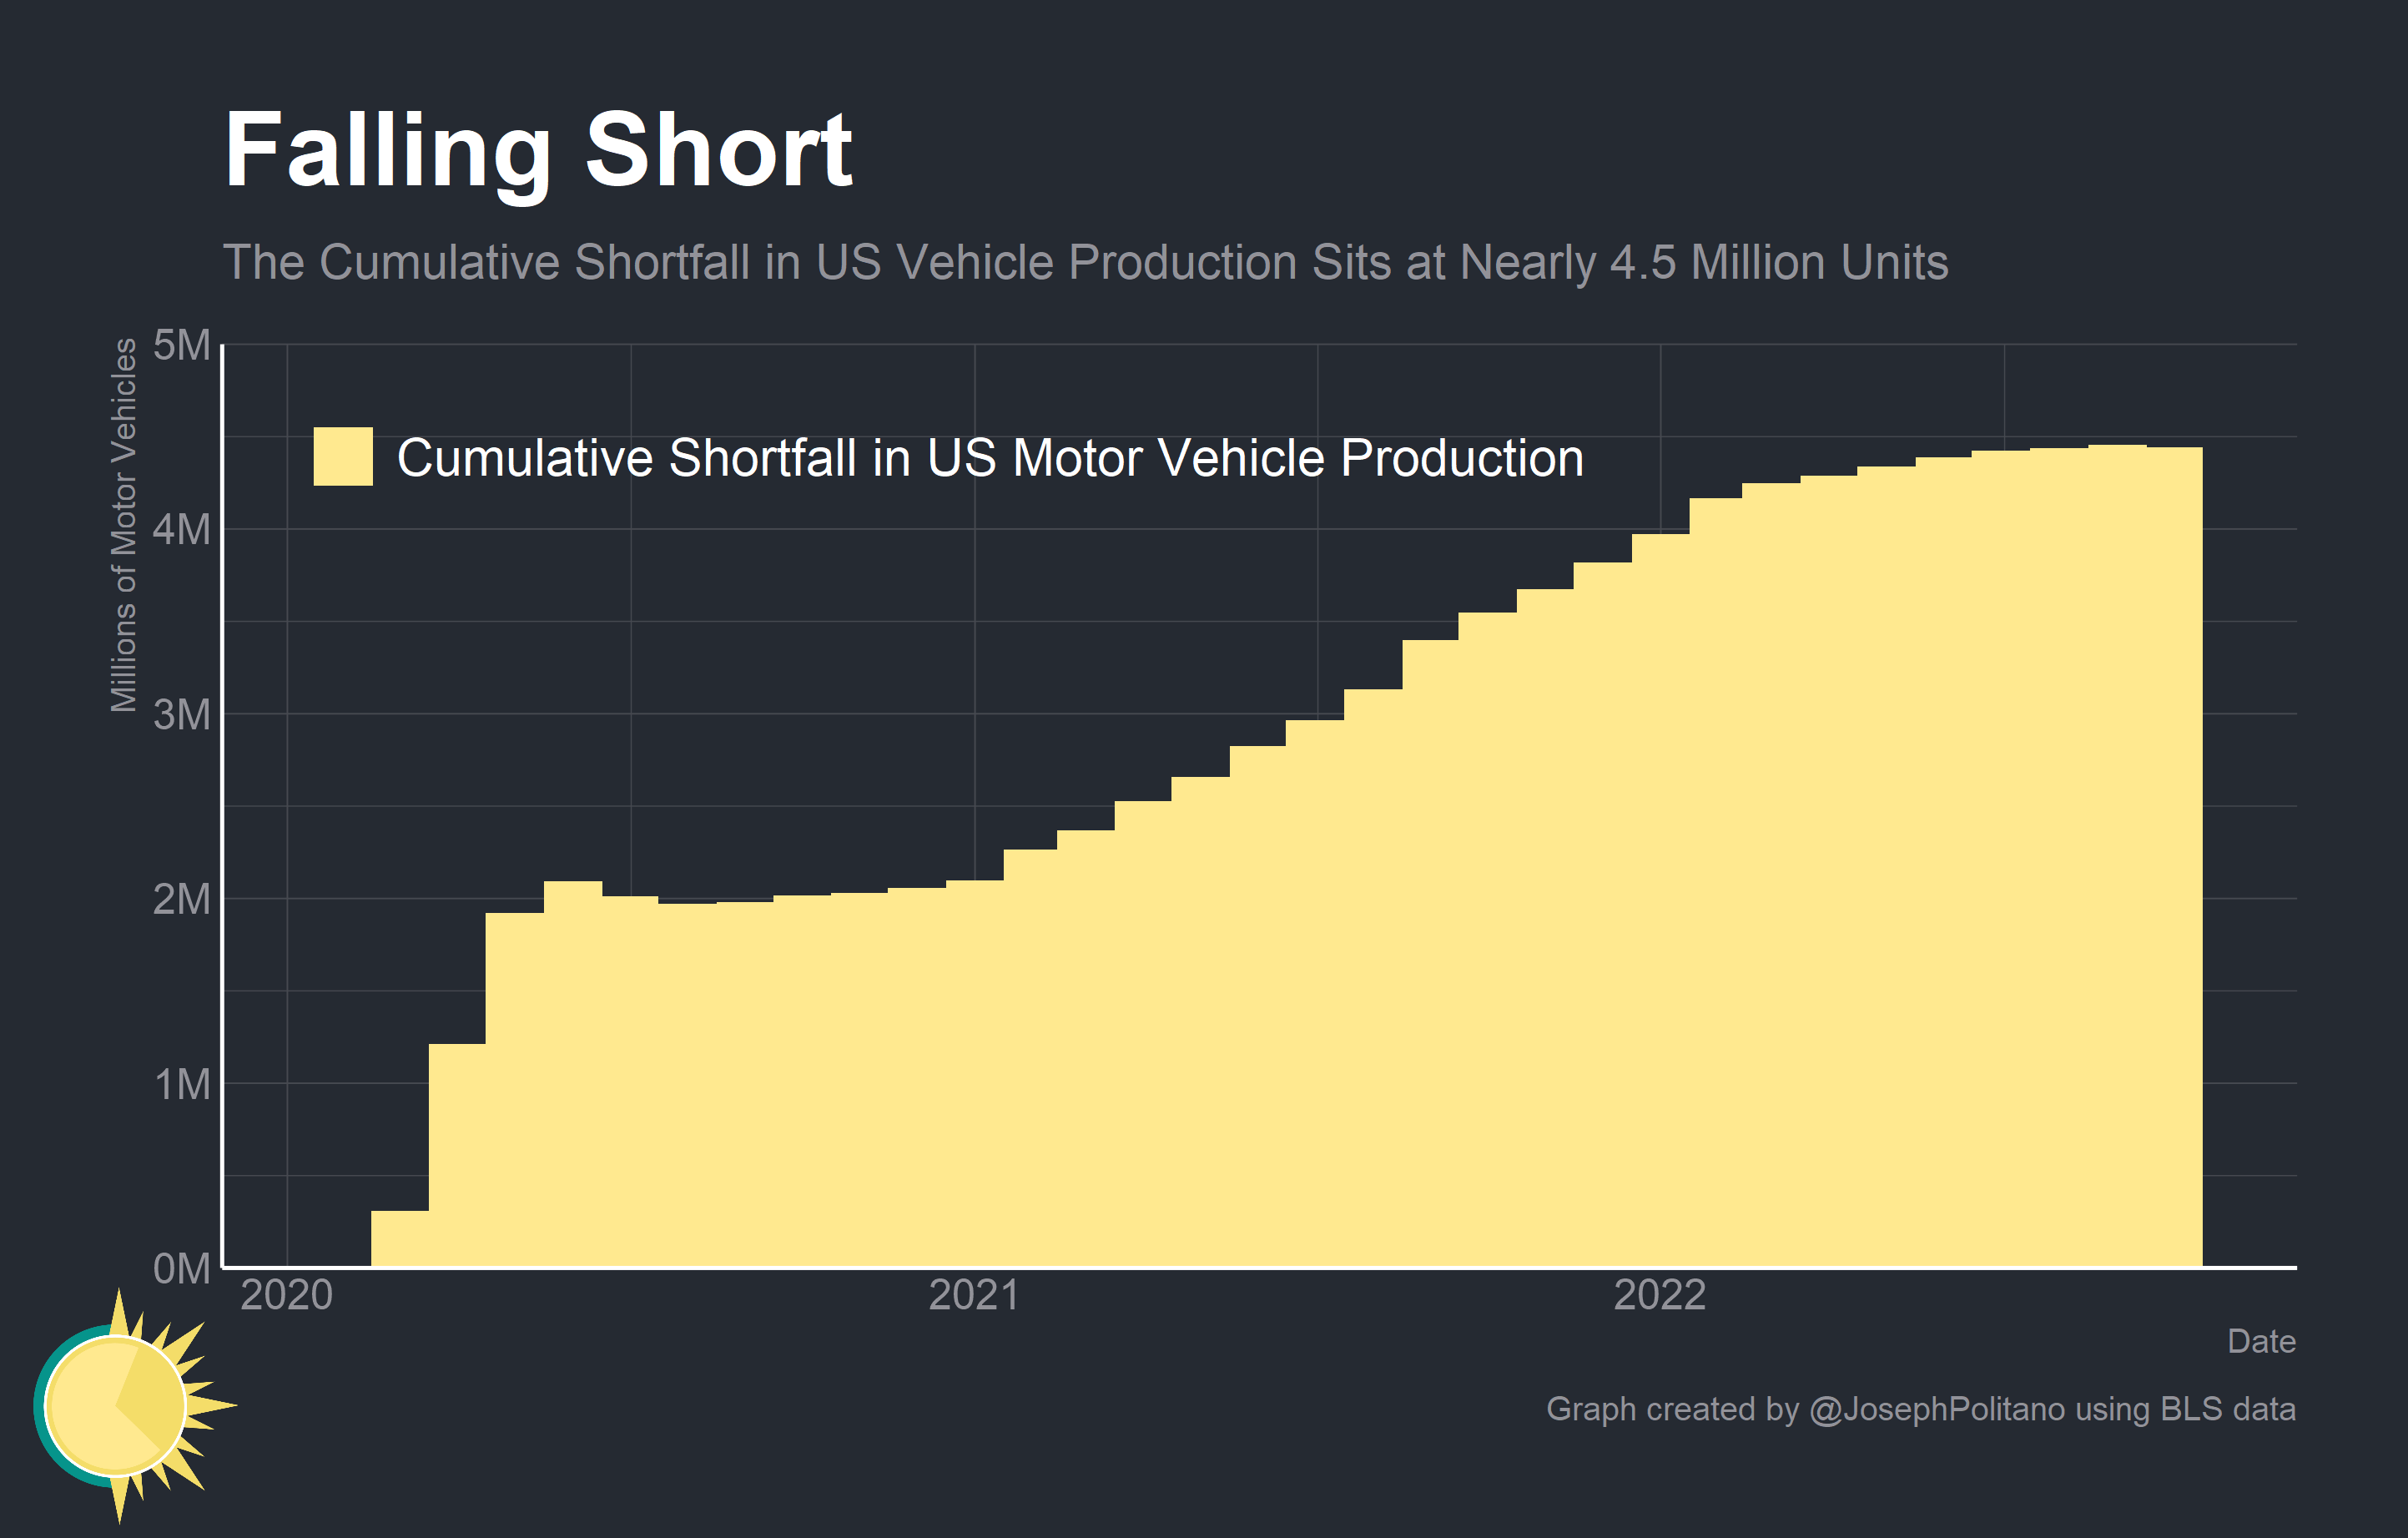 Falling Short
The Cumulative Shortfall in US Vehicle Production Sits at Nearly 4.5 Million Units
Millions of Motor Vehicles
5M
4M
3M
2M
1M
0M
Cumulative Shortfall in US Motor Vehicle Production
2020
2021
2022
Date
Graph created by @JosephPolitano using BLS data